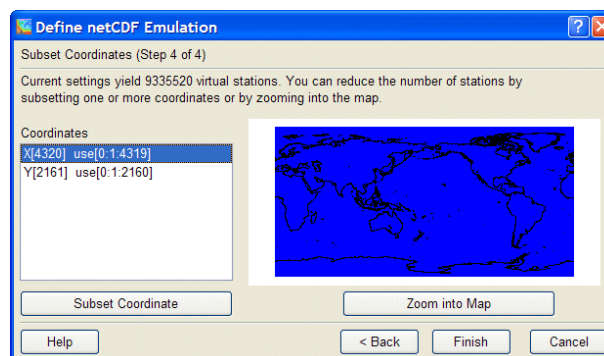 Define netCDF Emulation
Subset Coordinates (Step 4 of 4)
Current settings yield 9335520 virtual stations. You can reduce the number of stations by
subsetting one or more coordinates or by zooming into the map.
Coordinates
X[4320] use[0:1:4319]
Y[2161] use[0:1:2160]
Subset Coordinate
Zoom into Map
Help
< Back
Finish
Cancel